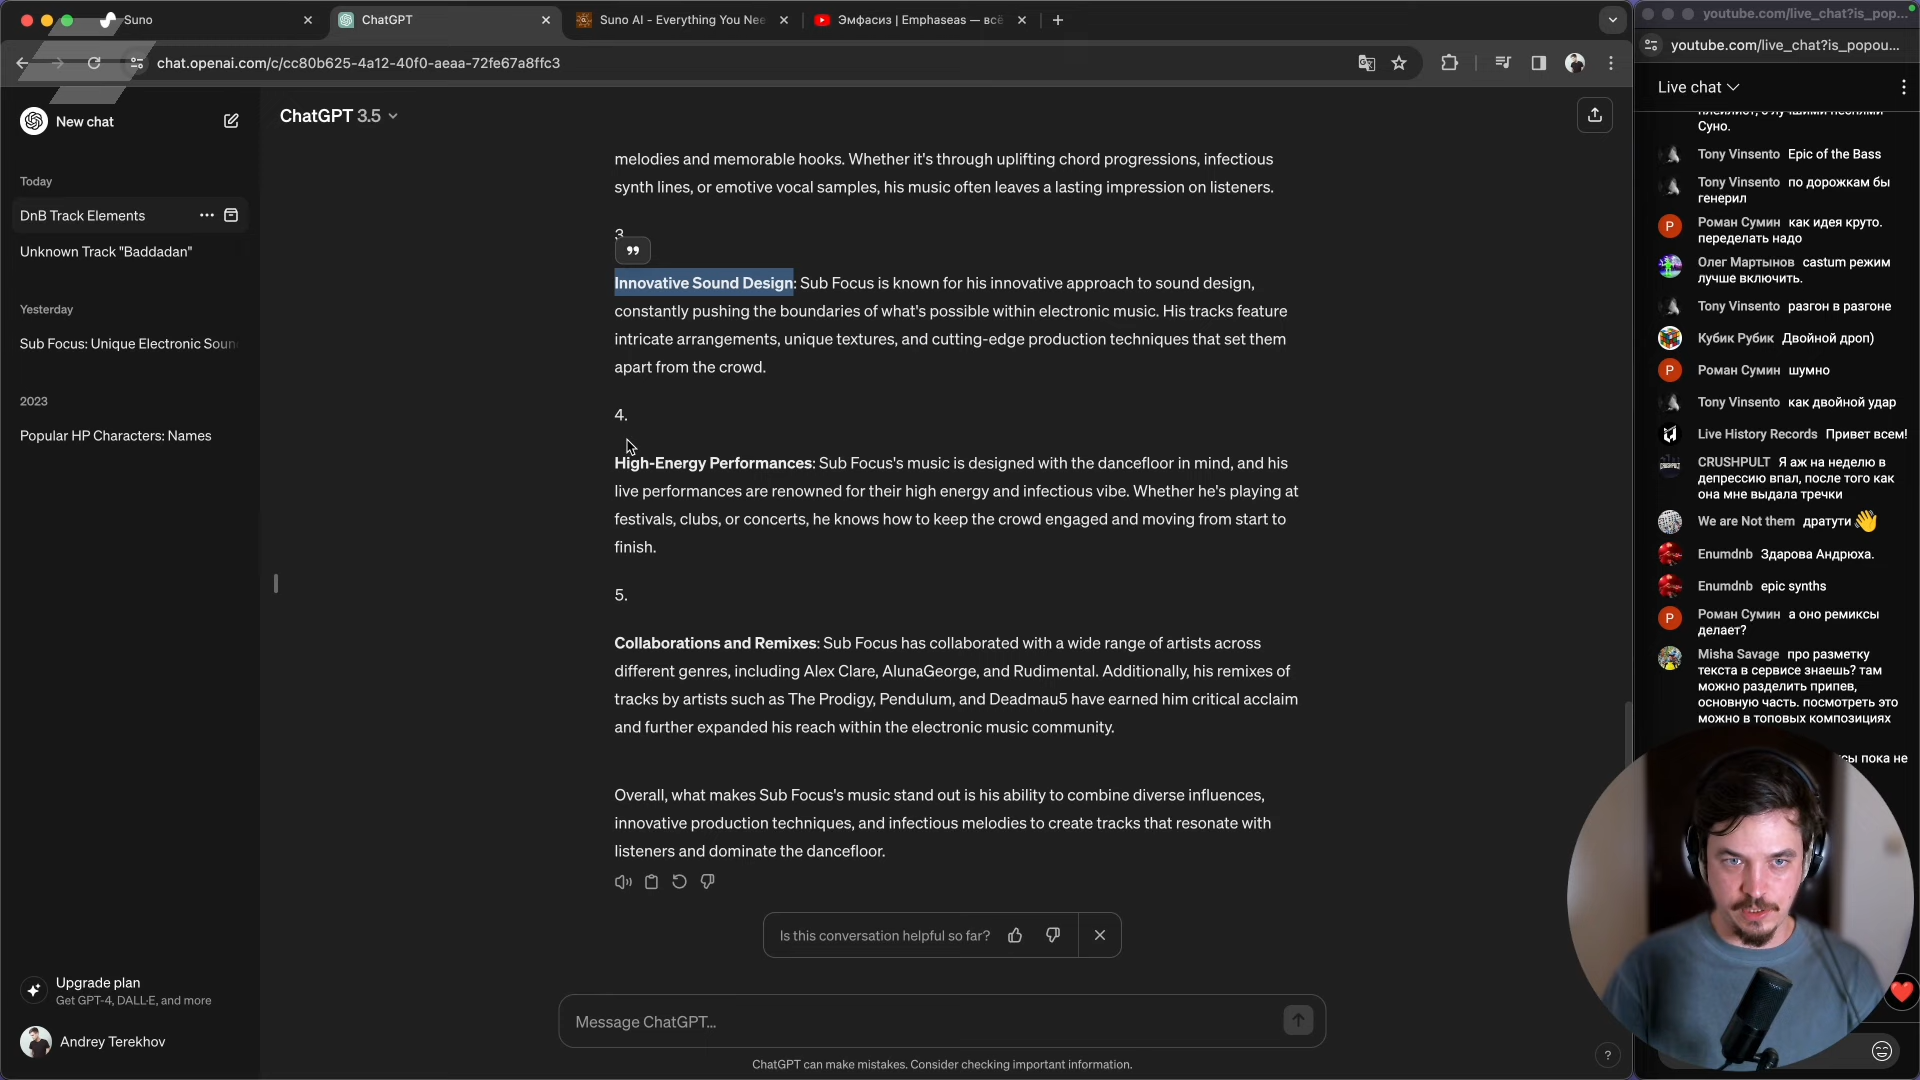 Suno
ChatGPT
Suno AI - Everything You Nee
Эмфасиз | Emphaseas — всё
youtube.com/live_chat?is_pop...
chat.openai.com/c/cc80b625-4a12-40f0-aeaa-72fe67a8ffc3
youtube.com/live_chat?is_popou...
New chat
Today
DnB Track Elements
Unknown Track "Baddadan"
Yesterday
Sub Focus: Unique Electronic Soun
2023
Popular HP Characters: Names
Upgrade plan
Get GPT-4, DALL·E, and more
Andrey Terekhov
ChatGPT 3.5
melodies and memorable hooks. Whether it's through uplifting chord progressions, infectious
synth lines, or emotive vocal samples, his music often leaves a lasting impression on listeners.
3
Innovative Sound Design: Sub Focus is known for his innovative approach to sound design,
constantly pushing the boundaries of what's possible within electronic music. His tracks feature
intricate arrangements, unique textures, and cutting-edge production techniques that set them
apart from the crowd.
4.
High-Energy Performances: Sub Focus's music is designed with the dancefloor in mind, and his
live performances are renowned for their high energy and infectious vibe. Whether he's playing at
festivals, clubs, or concerts, he knows how to keep the crowd engaged and moving from start to
finish.
5.
Collaborations and Remixes: Sub Focus has collaborated with a wide range of artists across
different genres, including Alex Clare, AlunaGeorge, and Rudimental. Additionally, his remixes of
tracks by artists such as The Prodigy, Pendulum, and Deadmau5 have earned him critical acclaim
and further expanded his reach within the electronic music community.
Overall, what makes Sub Focus's music stand out is his ability to combine diverse influences,
innovative production techniques, and infectious melodies to create tracks that resonate with
listeners and dominate the dancefloor.
Is this conversation helpful so far?
Message ChatGPT...
ChatGPT can make mistakes. Consider checking important information.
?
Live chat
Суно.
Tony Vinsento Epic of the Bass
Tony Vinsento по дорожкам бы
генерил
Р
Роман Сумин как идея круто.
переделать надо
Олег Мартынов castum режим
лучше включить.
Tony Vinsento разгон в разгоне
Кубик Рубик Двойной дроп)
Р
Роман Сумин шумно
Tony Vinsento как двойной удар
Live History Records Привет всем!
CRUSHPULT Я аж на неделю в
депрессию впал, после того как
она мне выдала тречки
We are Not them дратути
Enumdnb Здарова Андрюха.
Enumdnb epic synths
Р
Роман Сумин а оно ремиксы
делает?
Misha Savage про разметку
текста в сервисе знаешь? там
можно разделить припев,
основную часть. посмотреть это
можно в топовых композициях
пока не